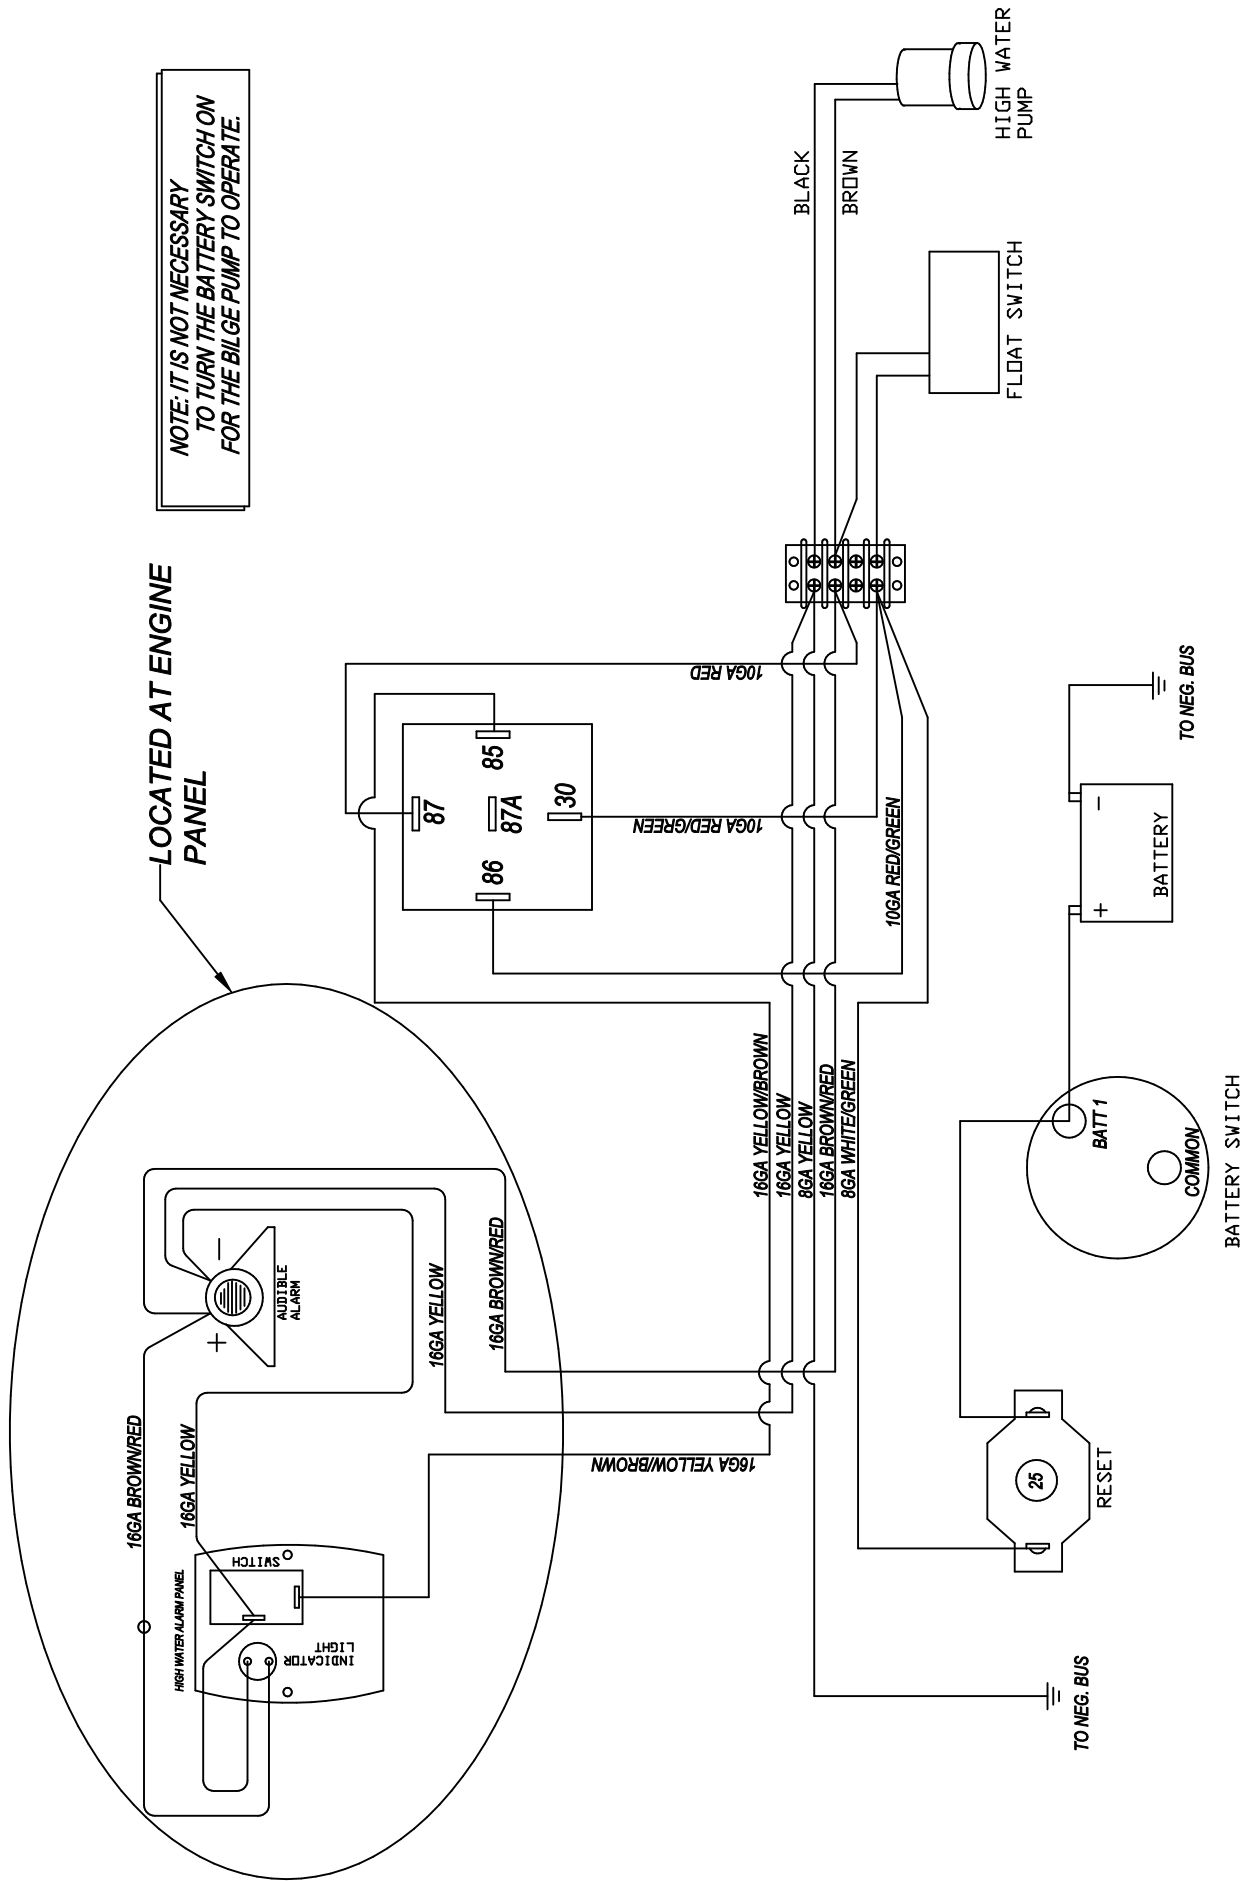 NOTE: IT IS NOT NECESSARY
TO TURN THE BATTERY SWITCH ON
FOR THE BILGE PUMP TO OPERATE.
LOCATED AT ENGINE
PANEL
16GA BROWN/RED
16GA YELLOW
HIGH WATER ALARM PANEL
SWITCH
INDICATOR
LIGHT
+
−
AUDIBLE
ALARM
16GA YELLOW
16GA BROWN/RED
16GA YELLOW/BROWN
87
86
87A
85
30
10GA RED
10GA RED/GREEN
10GA RED/GREEN
16GA YELLOW/BROWN
16GA YELLOW
8GA YELLOW
16GA BROWN/RED
8GA WHITE/GREEN
BLACK
BROWN
HIGH WATER
PUMP
FLOAT SWITCH
TO NEG. BUS
25
RESET
BATT 1
COMMON
BATTERY SWITCH
+
−
BATTERY
TO NEG. BUS